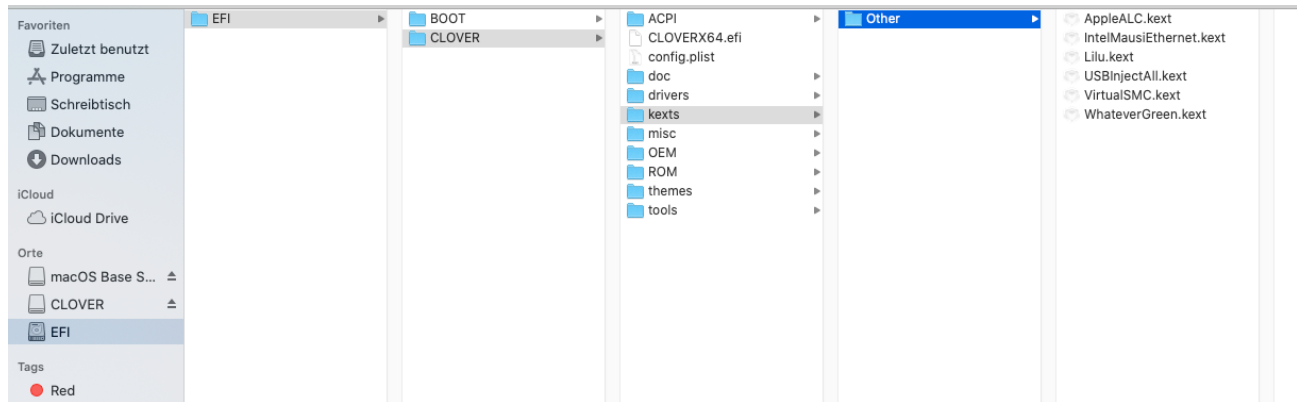 Favoriten
Zuletzt benutzt
Programme
Schreibtisch
Dokumente
Downloads
iCloud
iCloud Drive
Orte
macOS Base S...
CLOVER
EFI
Tags
Red
EFI
BOOT
CLOVER
ACPI
CLOVERX64.efi
config.plist
doc
drivers
kexts
misc
OEM
ROM
themes
tools
Other
AppleALC.kext
IntelMausiEthernet.kext
Lilu.kext
USBInjectAll.kext
VirtualSMC.kext
WhateverGreen.kext